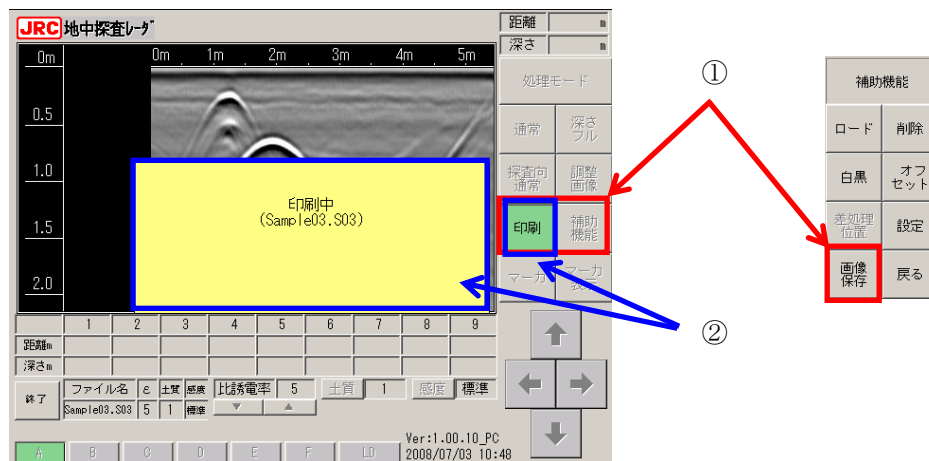 JRC 地中探査レーダ
距離 m
深さ m
0m
0m 1m 2m 3m 4m 5m
0.5
1.0
1.5
2.0
印刷中
(Sample03.S03)
処理モード
通常
深さ
フル
探査向
通常
調整
画像
印刷
補助
機能
マーカ
マーカ
表示
①
②
補助機能
ロード
削除
白黒
オフ
セット
差処理
位置
設定
画像
保存
戻る
1 2 3 4 5 6 7 8 9
距離m
深さm
終了
ファイル名 ε 土質 感度
Sample03.S03 5 1 標準
比誘電率 5
▼ ▲
土質 1
感度 標準
A B C D E F LD
Ver:1.00.10_PC
2008/07/03 10:48